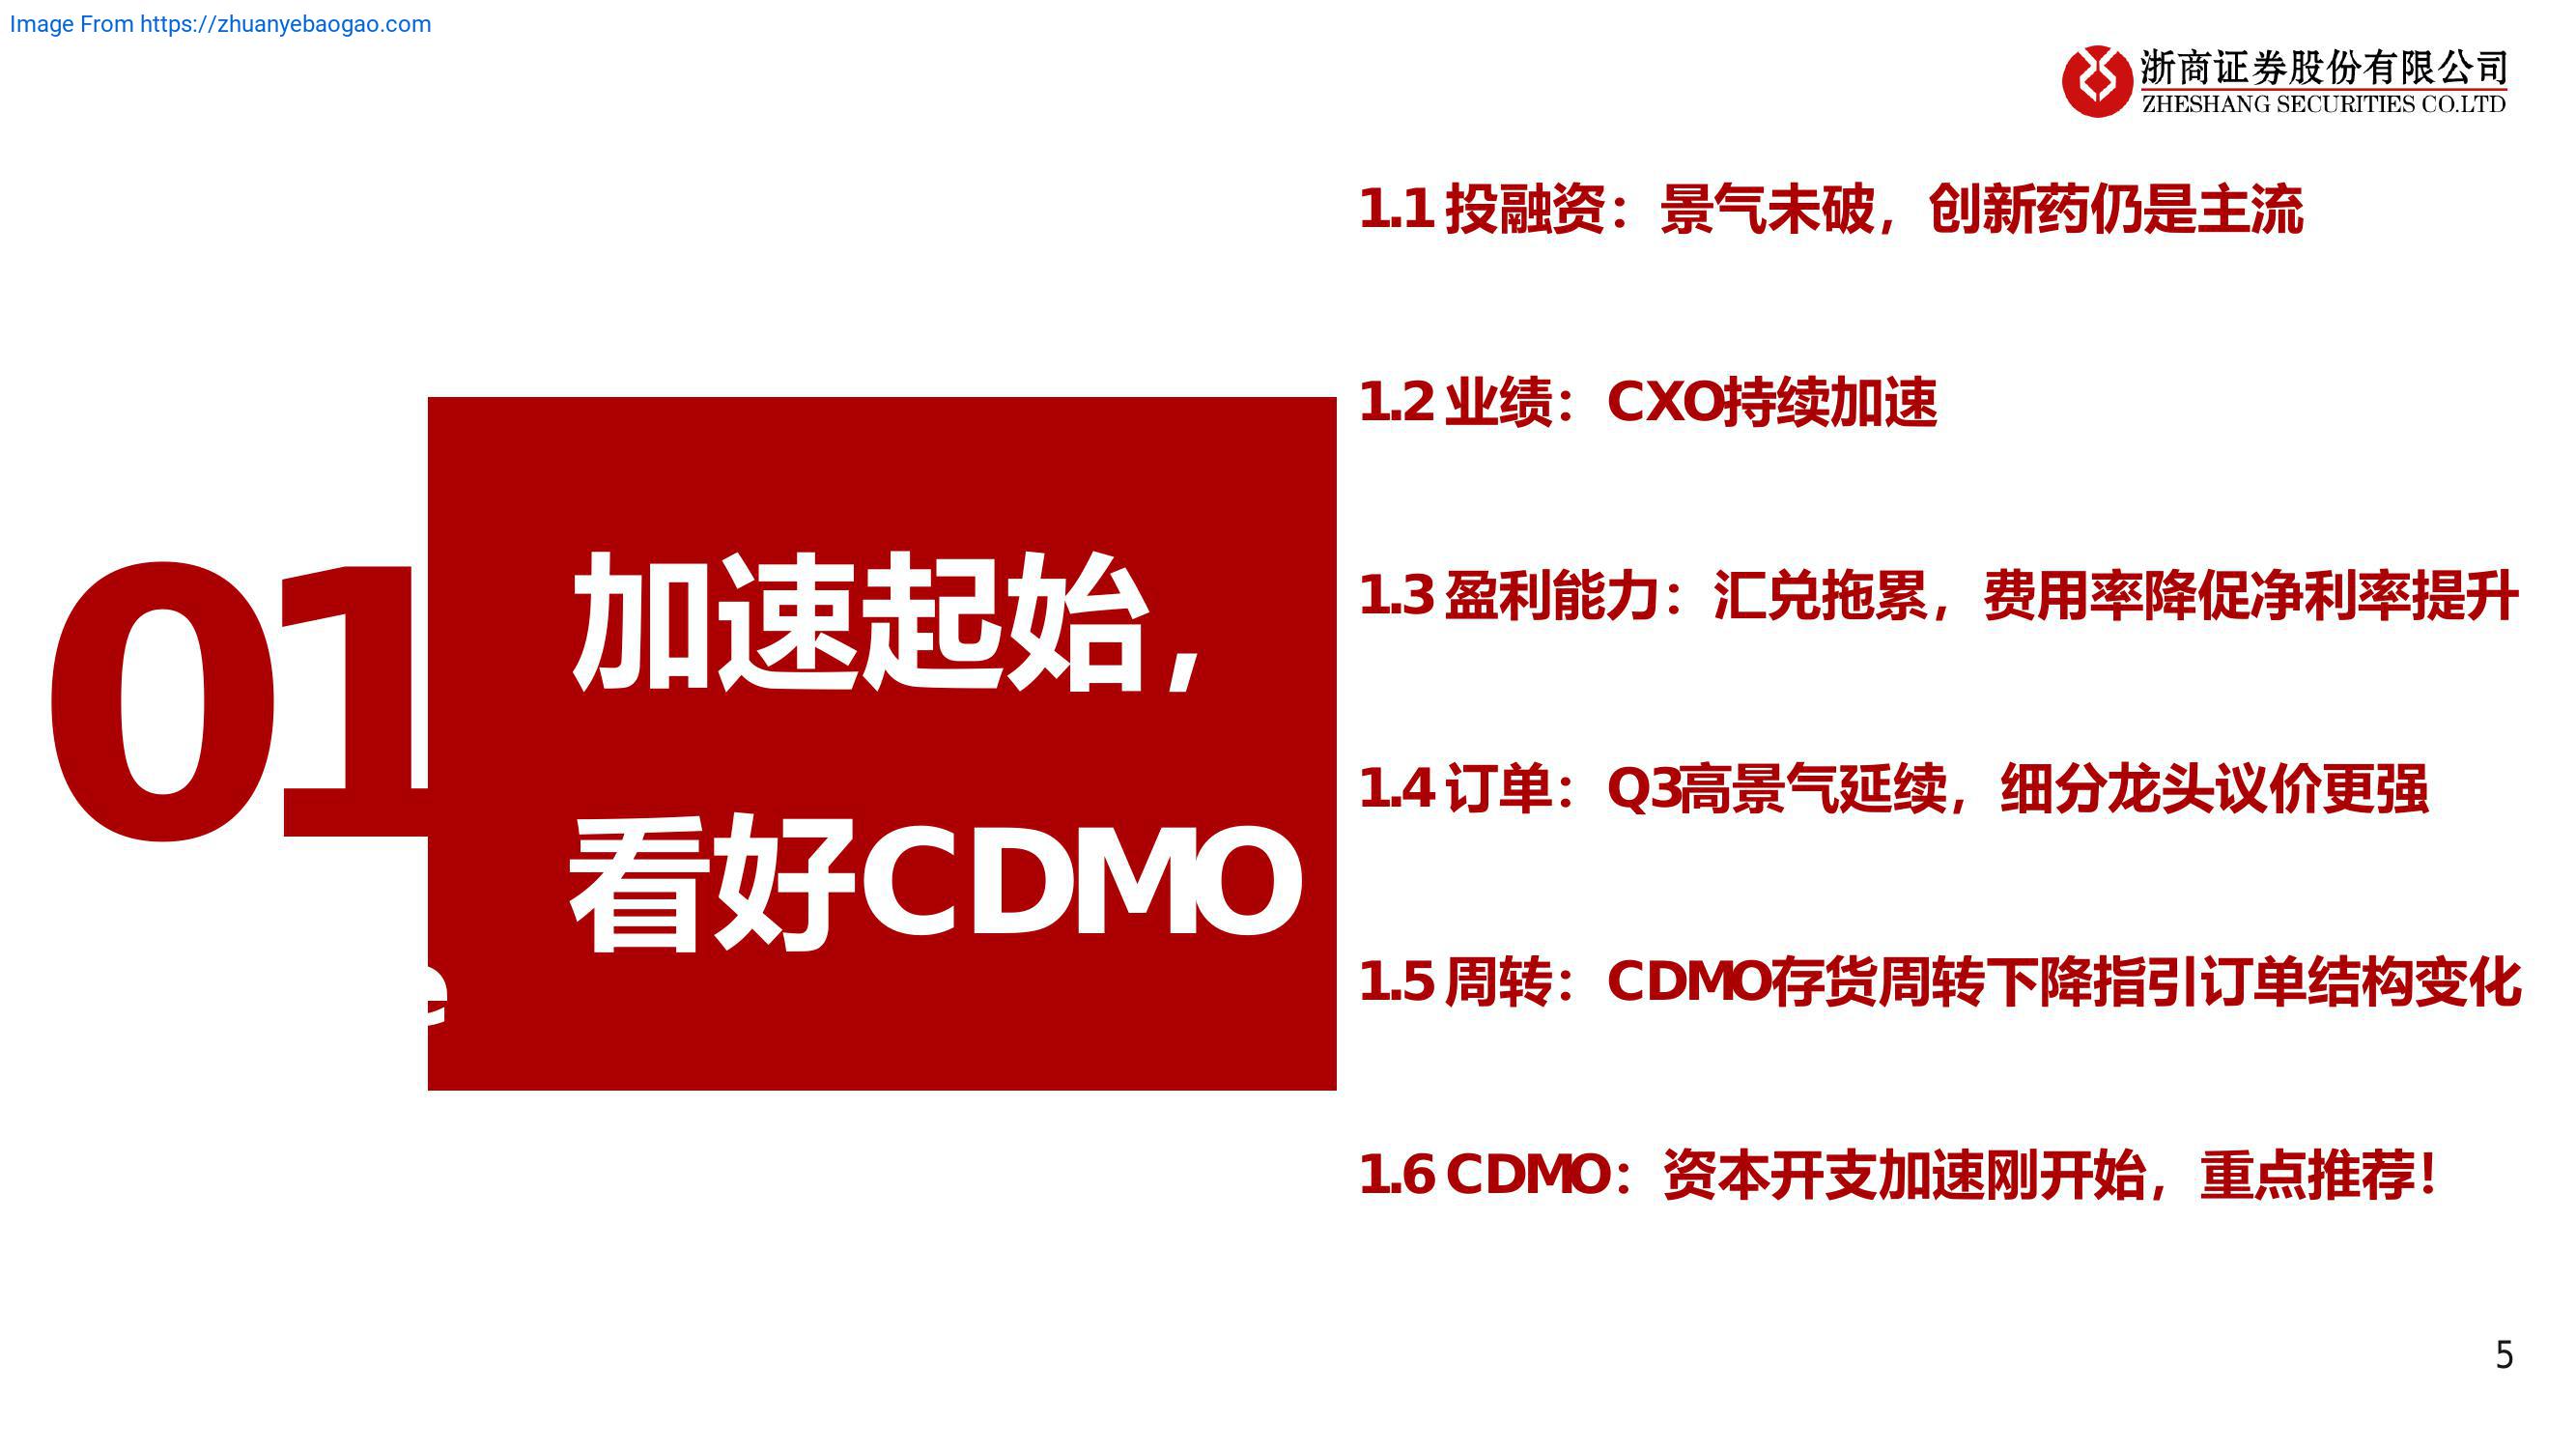 Image From https://zhuanyebaogao.com
浙商证券股份有限公司
ZHESHANG SECURITIES CO.LTD
01
加速起始，
看好CDMO
e
1.1 投融资：景气未破，创新药仍是主流
1.2 业绩：CXO持续加速
1.3 盈利能力：汇兑拖累，费用率降促净利率提升
1.4 订单：Q3高景气延续，细分龙头议价更强
1.5 周转：CDMO存货周转下降指引订单结构变化
1.6 CDMO：资本开支加速刚开始，重点推荐！
5